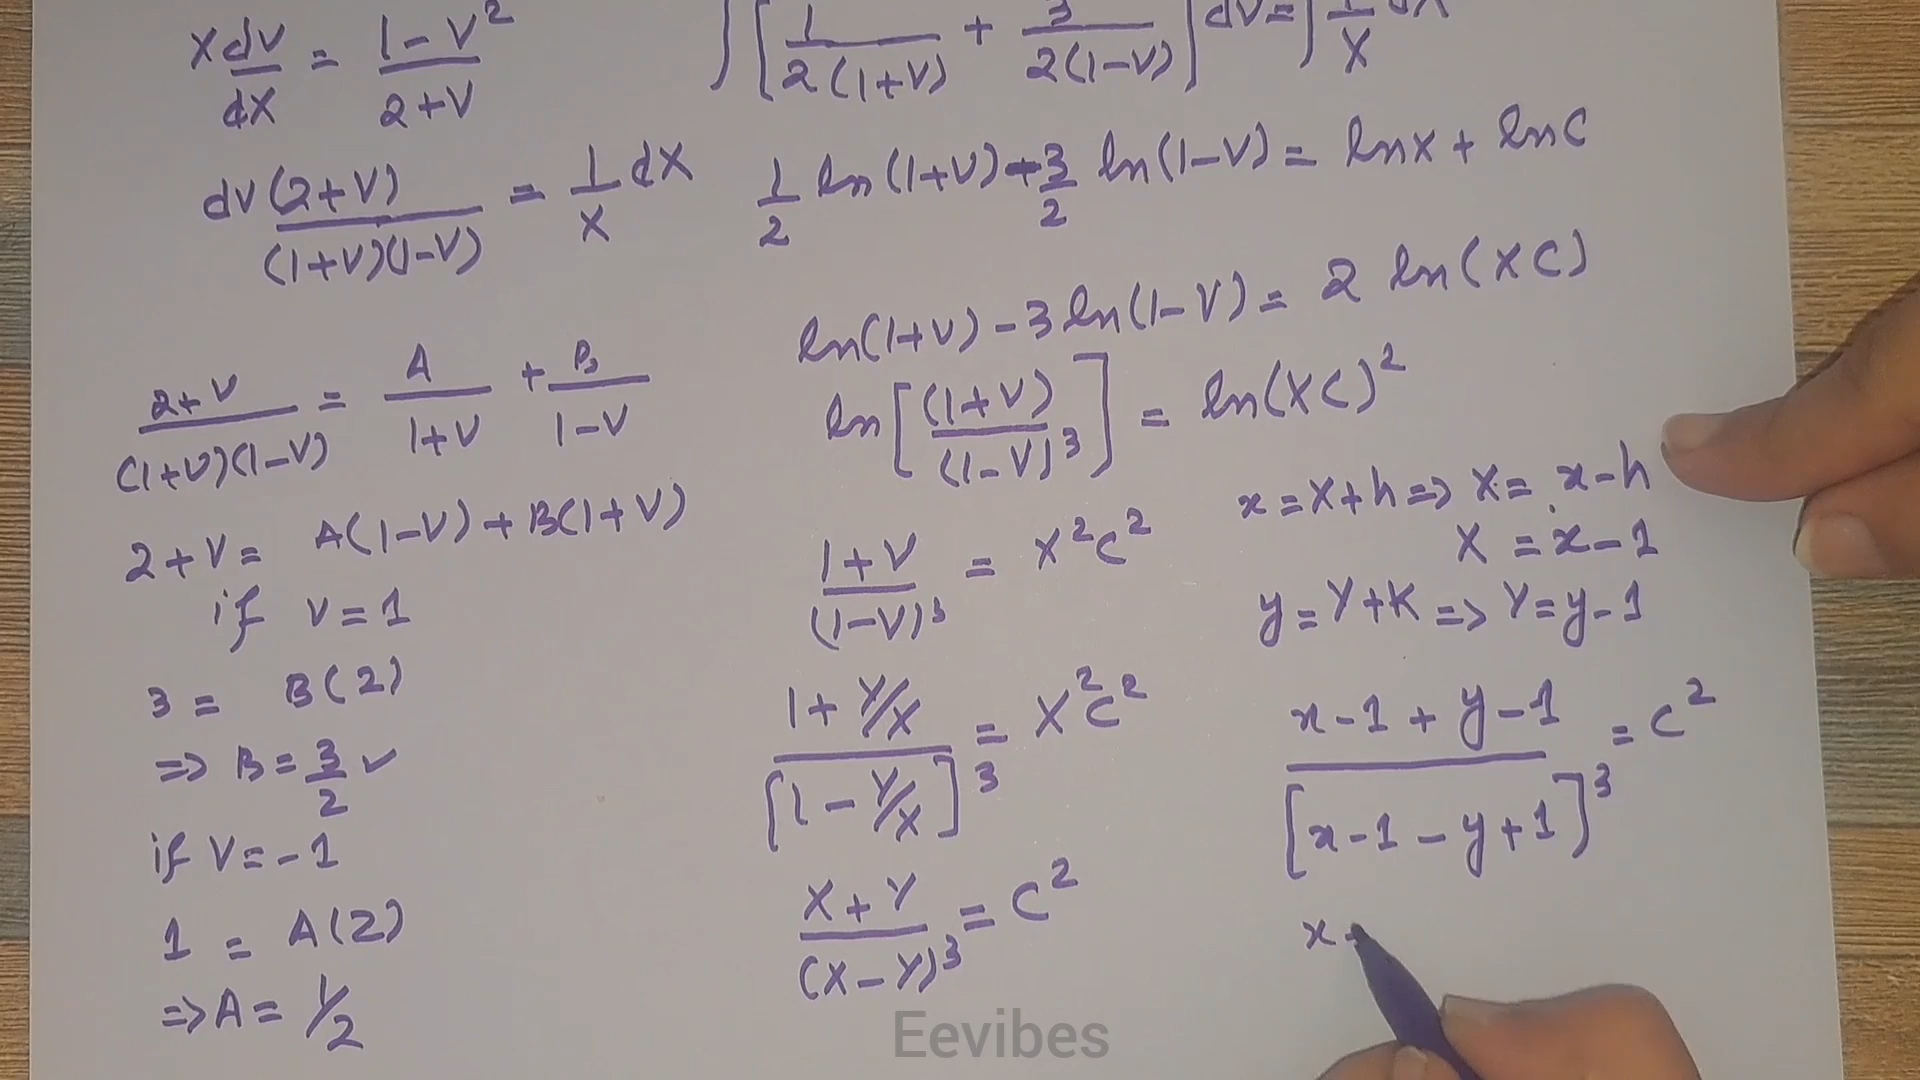 X dv/dX = (1-V²)/(2+V)
dV(2+V)/((1+V)(1-V)) = 1/X dX
(2+V)/((1+V)(1-V)) = A/(1+V) + B/(1-V)
2+V = A(1-V)+B(1+V)
if V=1
3 = B(2)
⇒ B = 3/2 ✓
if V=-1
1 = A(2)
⇒ A = 1/2
∫[1/(2(1+V)) + 3/(2(1-V))]dV = ∫1/X dX
1/2 ln(1+V) - 3/2 ln(1-V) = lnX + lnC
ln(1+V) - 3ln(1-V) = 2 ln(XC)
ln[(1+V)/(1-V)³] = ln(XC)²
(1+V)/(1-V)³ = X²C²
(1+Y/X)/[1-Y/X]³ = X²C²
(X+Y)/(X-Y)³ = C²
x=X+h ⇒ X= x-h
X = x-1
y=Y+K ⇒ Y=y-1
(x-1+y-1)/[x-1-y+1]³ = C²
x
Eevibes